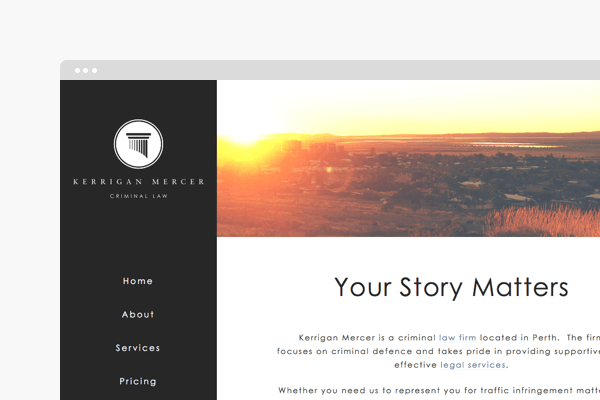 KERRIGAN MERCER
CRIMINAL LAW
Home
About
Services
Pricing
Your Story Matters
Kerrigan Mercer is a criminal law firm located in Perth. The firm
focuses on criminal defence and takes pride in providing
effective legal services.
Whether you need us to represent you for traffic infringement